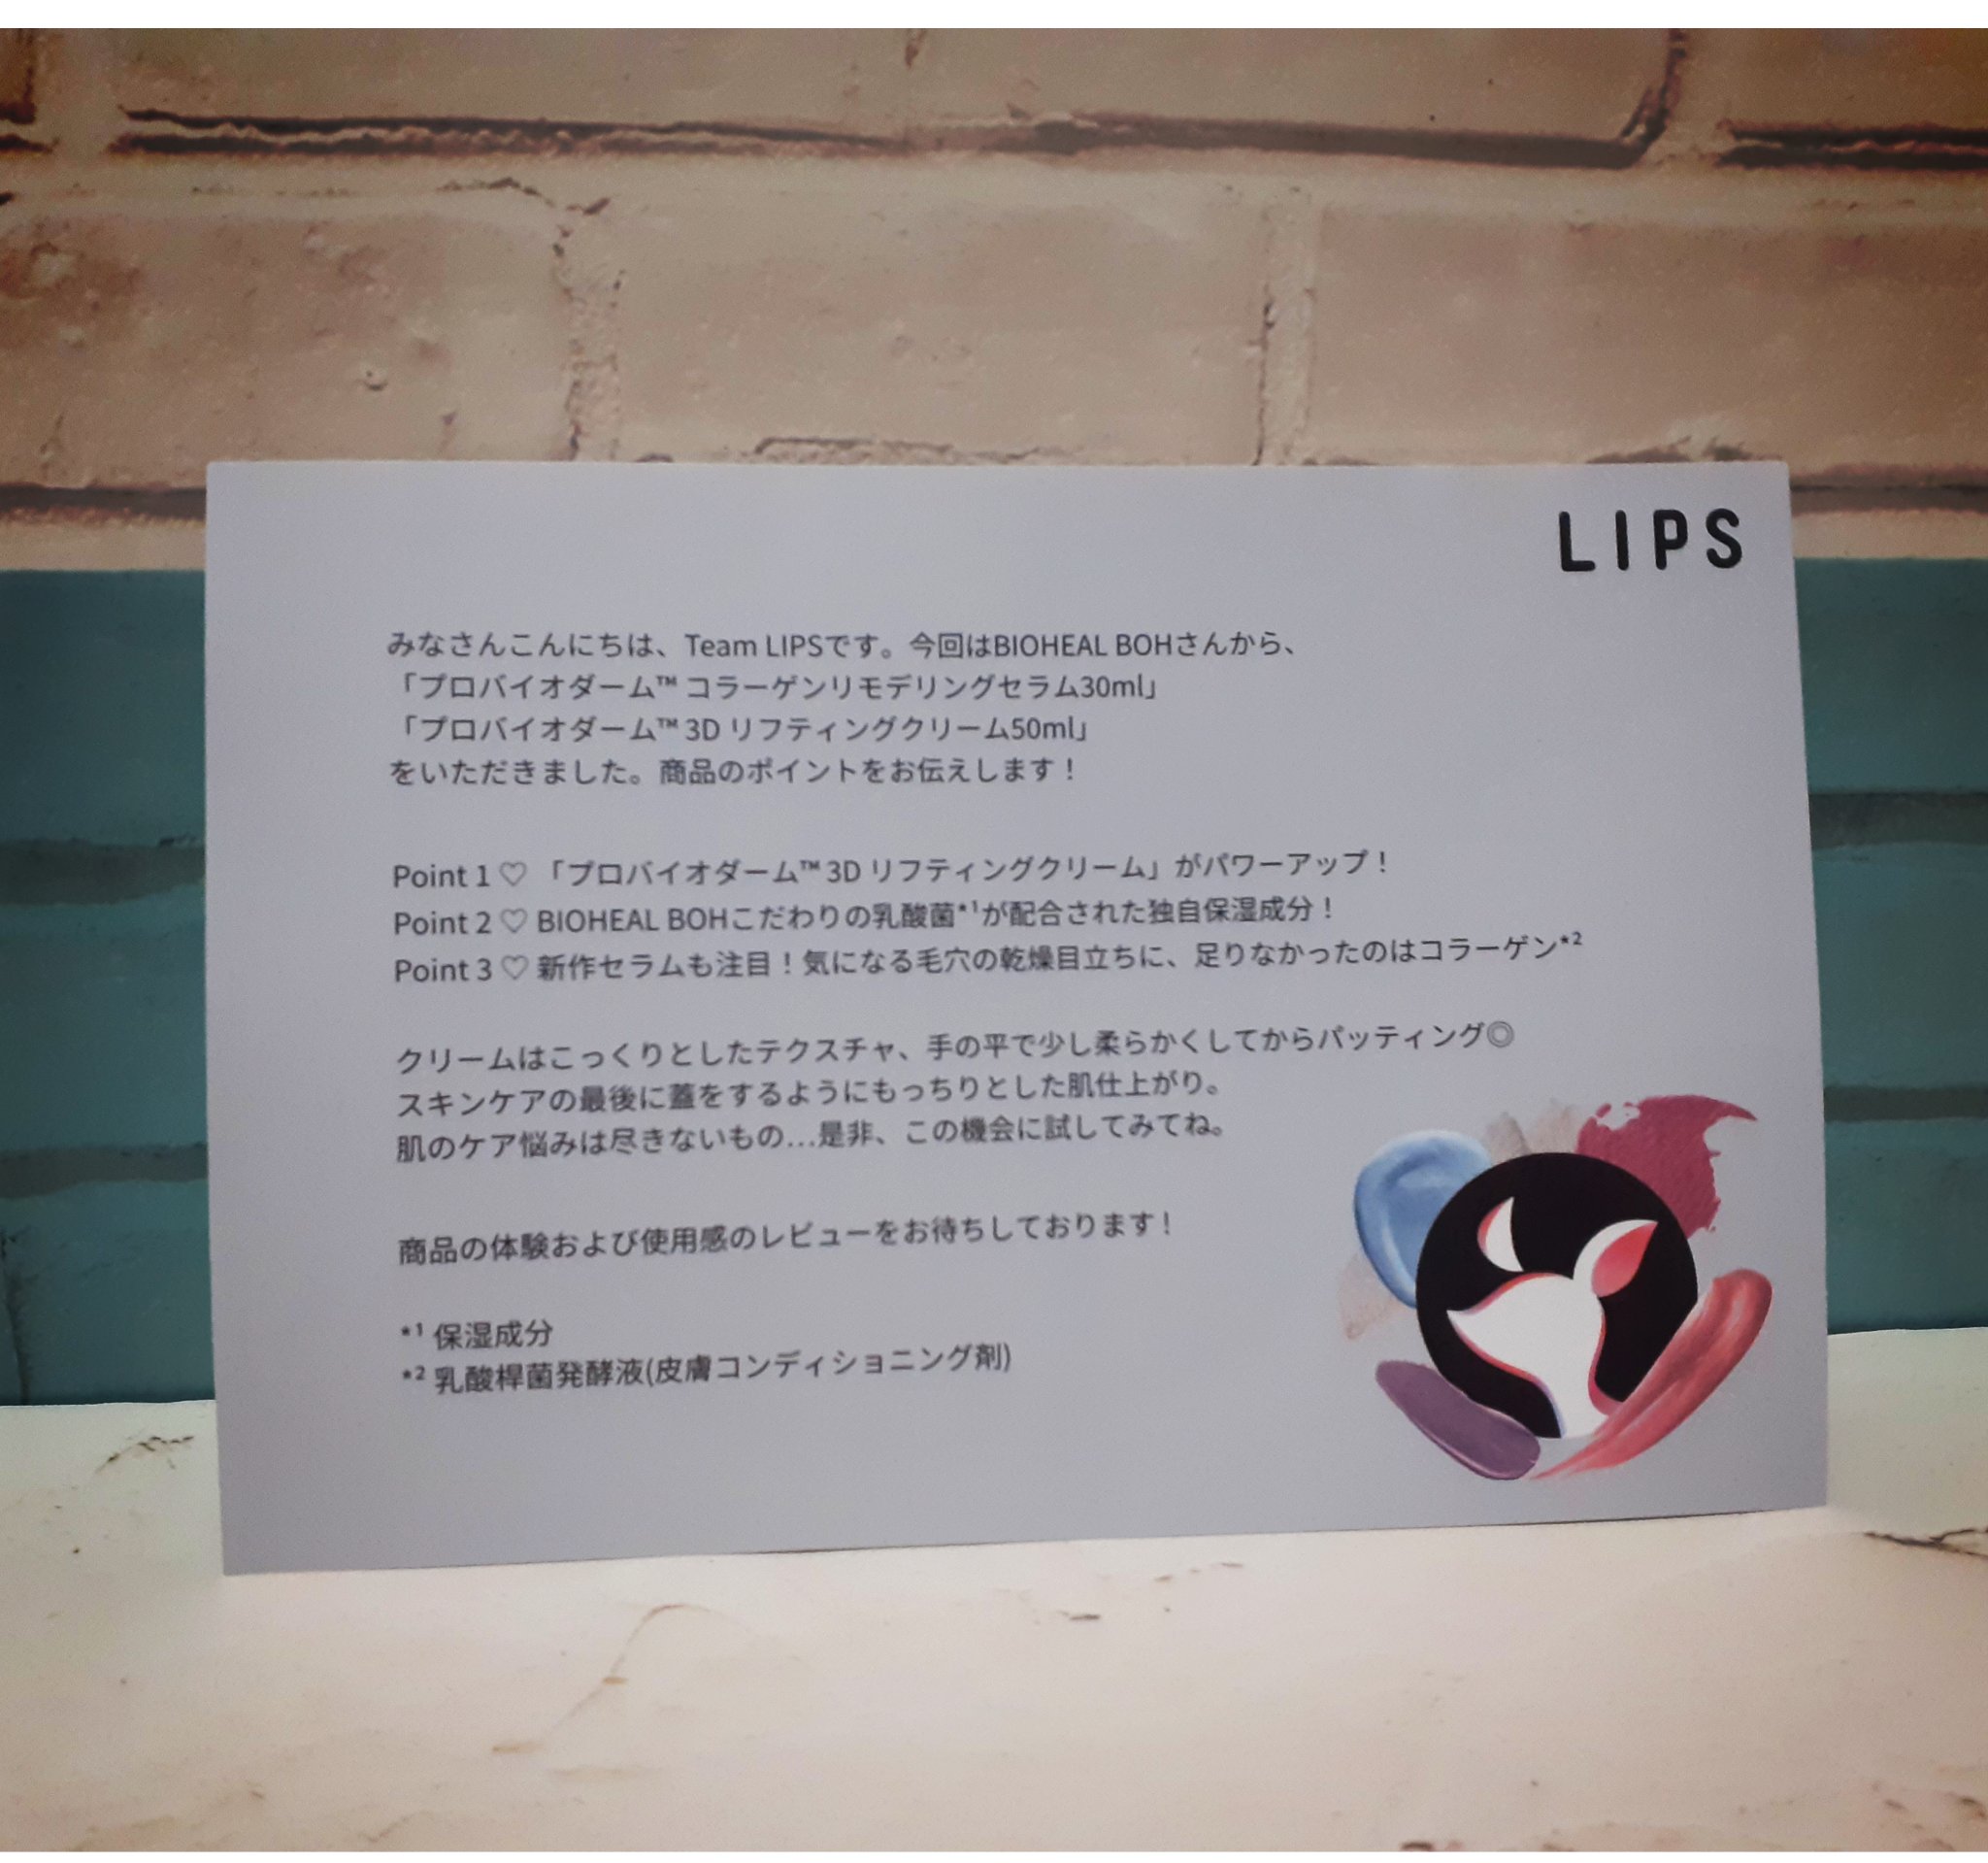 LIPS
みなさんこんにちは、Team LIPSです。今回はBIOHEAL BOHさんから、
「プロバイオダーム™ コラーゲンリモデリングセラム30ml」
「プロバイオダーム™ 3D リフティングクリーム50ml」
をいただきました。商品のポイントをお伝えします！
Point 1 ♡ 「プロバイオダーム™ 3D リフティングクリーム」がパワーアップ！
Point 2 ♡ BIOHEAL BOHこだわりの乳酸菌*¹が配合された独自保湿成分！
Point 3 ♡ 新作セラムも注目！気になる毛穴の乾燥目立ちに、足りなかったのはコラーゲン*²
クリームはこっくりとしたテクスチャ、手の平で少し柔らかくしてからパッティング◎
スキンケアの最後に蓋をするようにもっちりとした肌仕上がり。
肌のケア悩みは尽きないもの…是非、この機会に試してみてね。
商品の体験および使用感のレビューをお待ちしております！
*¹ 保湿成分
*² 乳酸桿菌発酵液(皮膚コンディショニング剤)